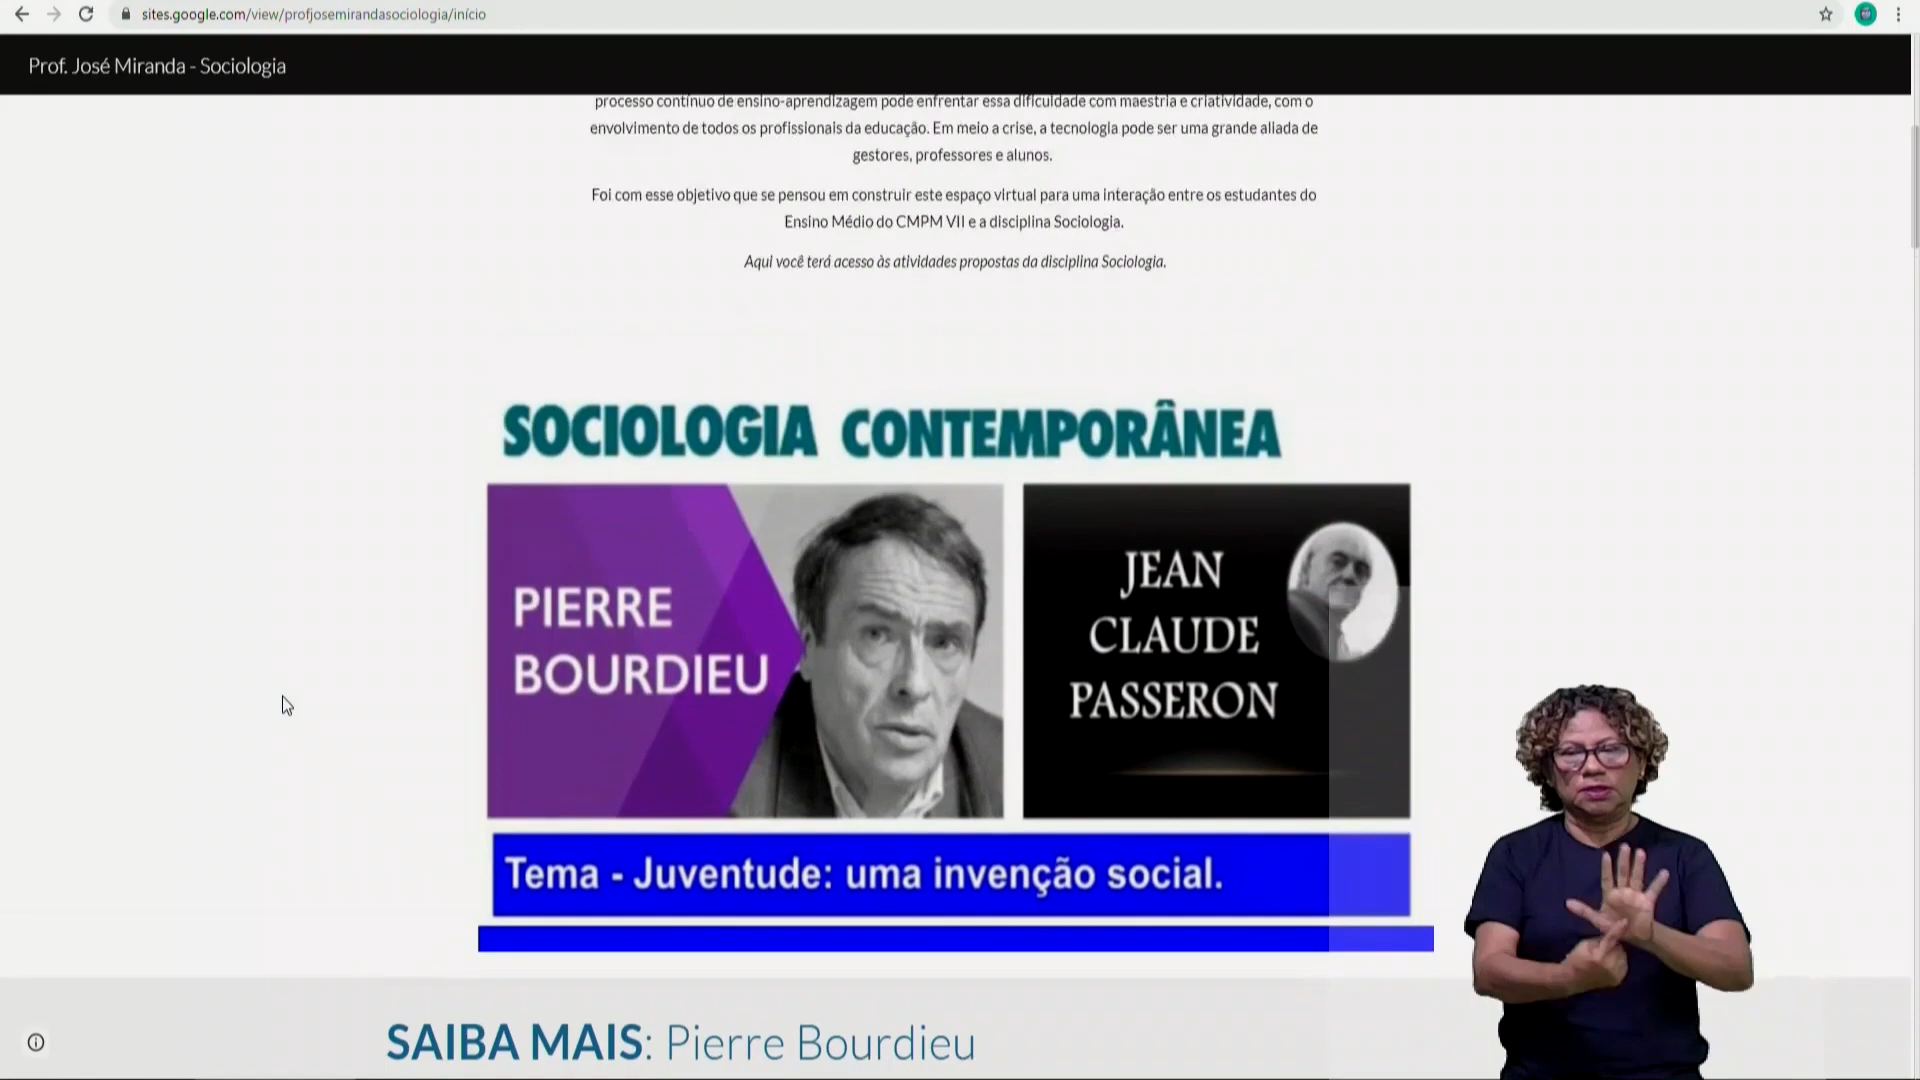 sites.google.com/view/profjosemirandasociologia/início
Prof. José Miranda - Sociologia
processo contínuo de ensino-aprendizagem pode enfrentar essa dificuldade com maestria e criatividade, com o
envolvimento de todos os profissionais da educação. Em meio a crise, a tecnologia pode ser uma grande aliada de
gestores, professores e alunos.
Foi com esse objetivo que se pensou em construir este espaço virtual para uma interação entre os estudantes do
Ensino Médio do CMPM VII e a disciplina Sociologia.
Aqui você terá acesso às atividades propostas da disciplina Sociologia.
SOCIOLOGIA CONTEMPORÂNEA
PIERRE
BOURDIEU
JEAN
CLAUDE
PASSERON
Tema - Juventude: uma invenção social.
SAIBA MAIS: Pierre Bourdieu